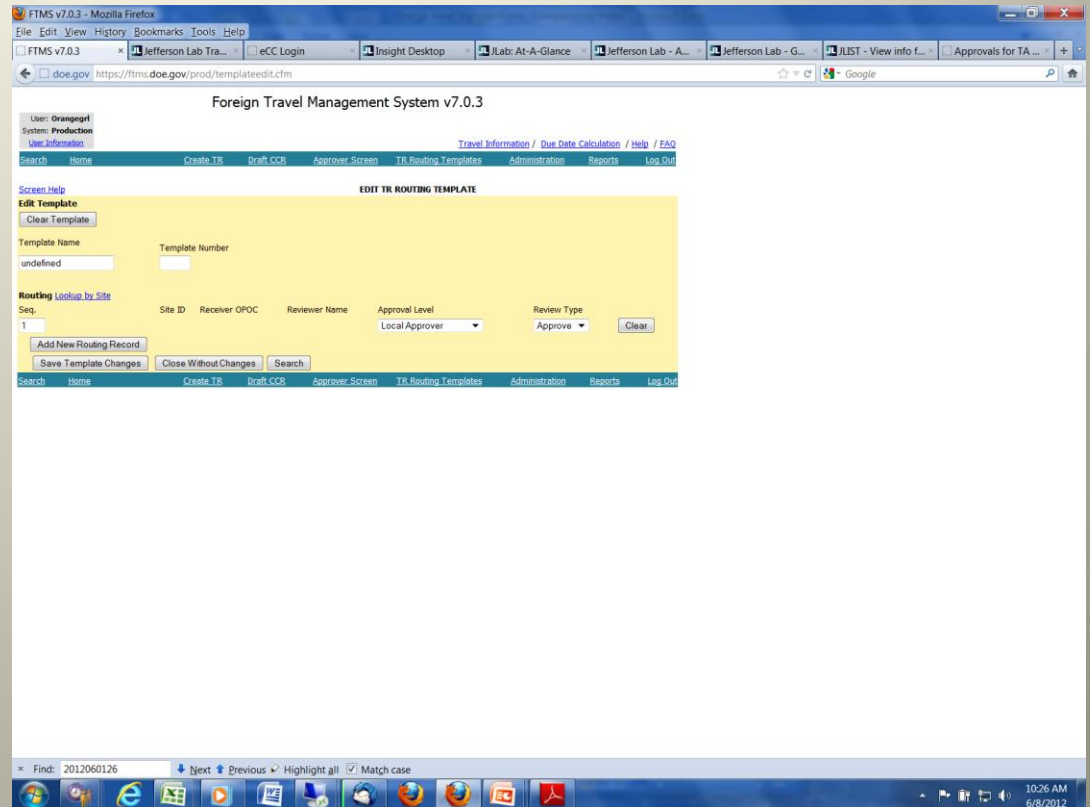 FTMS v7.0.3 - Mozilla Firefox
File Edit View History Bookmarks Tools Help
FTMS v7.0.3 × Jefferson Lab Tra... × eCC Login × Insight Desktop × JLab: At-A-Glance × Jefferson Lab - A... × Jefferson Lab - G... × JLIST - View info f... × Approvals for TA ... × +
doe.gov https://ftms.doe.gov/prod/templateedit.cfm Google
Foreign Travel Management System v7.0.3
User: Orangegrl
System: Production
User Information
Travel Information / Due Date Calculation / Help / FAQ
Search Home Create TR Draft CCR Approver Screen TR Routing Templates Administration Reports Log Out
Screen Help EDIT TR ROUTING TEMPLATE
Edit Template
Clear Template
Template Name Template Number
undefined
Routing Lookup by Site
Seq. Site ID Receiver OPOC Reviewer Name Approval Level Review Type
1 Local Approver Approve Clear
Add New Routing Record
Save Template Changes Close Without Changes Search
Search Home Create TR Draft CCR Approver Screen TR Routing Templates Administration Reports Log Out
× Find: 2012060126 Next Previous Highlight all Match case
10:26 AM
6/8/2012